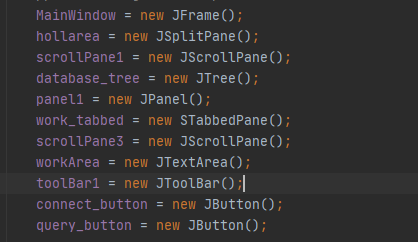 MainWindow = new JFrame();
hollarea = new JSplitPane();
scrollPane1 = new JScrollPane();
database_tree = new JTree();
panel1 = new JPanel();
work_tabbed = new STabbedPane();
scrollPane3 = new JScrollPane();
workArea = new JTextArea();
toolBar1 = new JToolBar();
connect_button = new JButton();
query_button = new JButton();